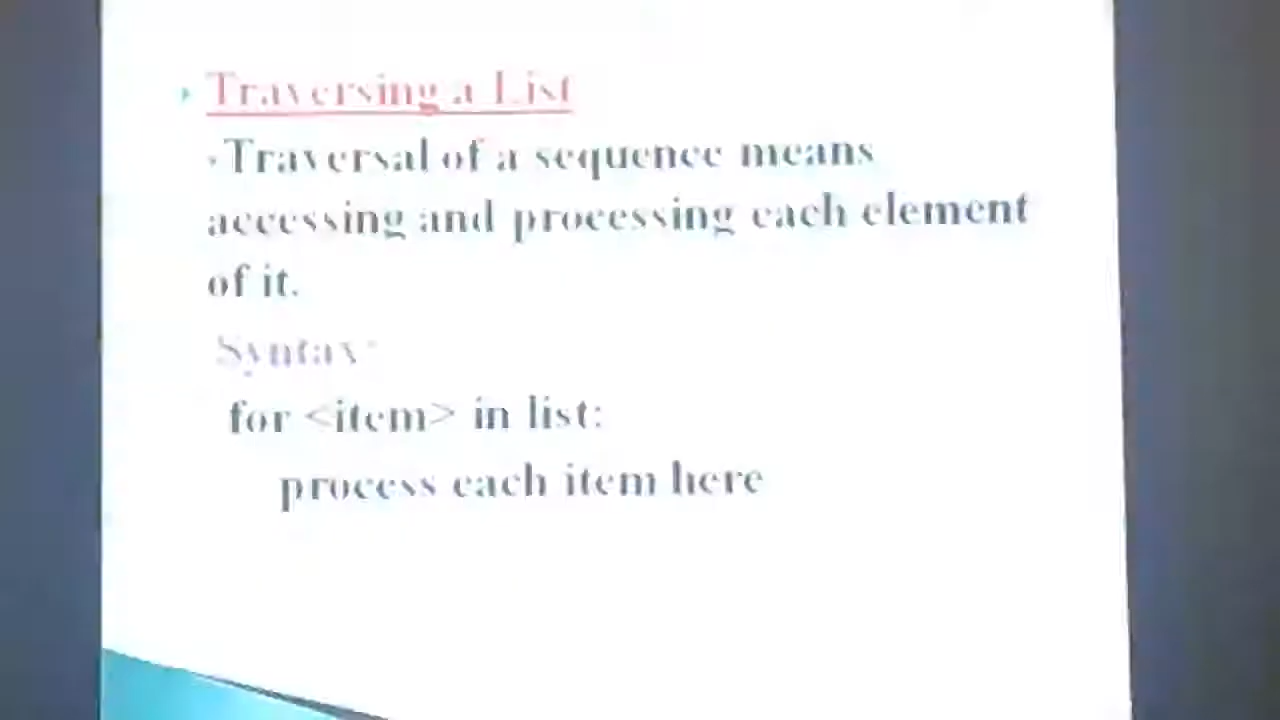 Traversing a List
Traversal of a sequence means
accessing and processing each element
of it.
Syntax:
for <item> in list:
process each item here